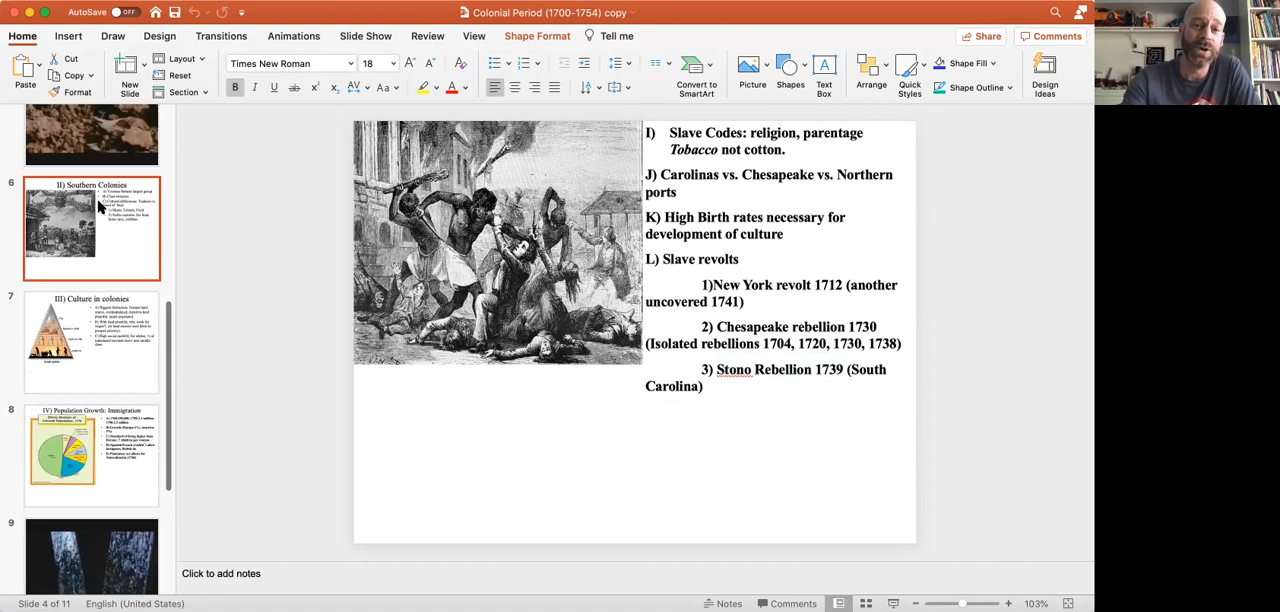 AutoSave OFF
Colonial Period (1700-1754) copy
Home Insert Draw Design Transitions Animations Slide Show Review View Shape Format Tell me
Share Comments
Paste
Cut
Copy
Format
New Slide
Layout
Reset
Section
Times New Roman 18
Convert to SmartArt
Picture
Shapes
Text Box
Arrange
Quick Styles
Shape Fill
Shape Outline
Design Ideas
6
II) Southern Colonies
7
III) Culture in colonies
8
IV) Population Growth: Immigration
9
I) Slave Codes: religion, parentage
Tobacco not cotton.
J) Carolinas vs. Chesapeake vs. Northern
ports
K) High Birth rates necessary for
development of culture
L) Slave revolts
1)New York revolt 1712 (another
uncovered 1741)
2) Chesapeake rebellion 1730
(Isolated rebellions 1704, 1720, 1730, 1738)
3) Stono Rebellion 1739 (South
Carolina)
Click to add notes
Slide 4 of 11 English (United States)
Notes Comments 103%